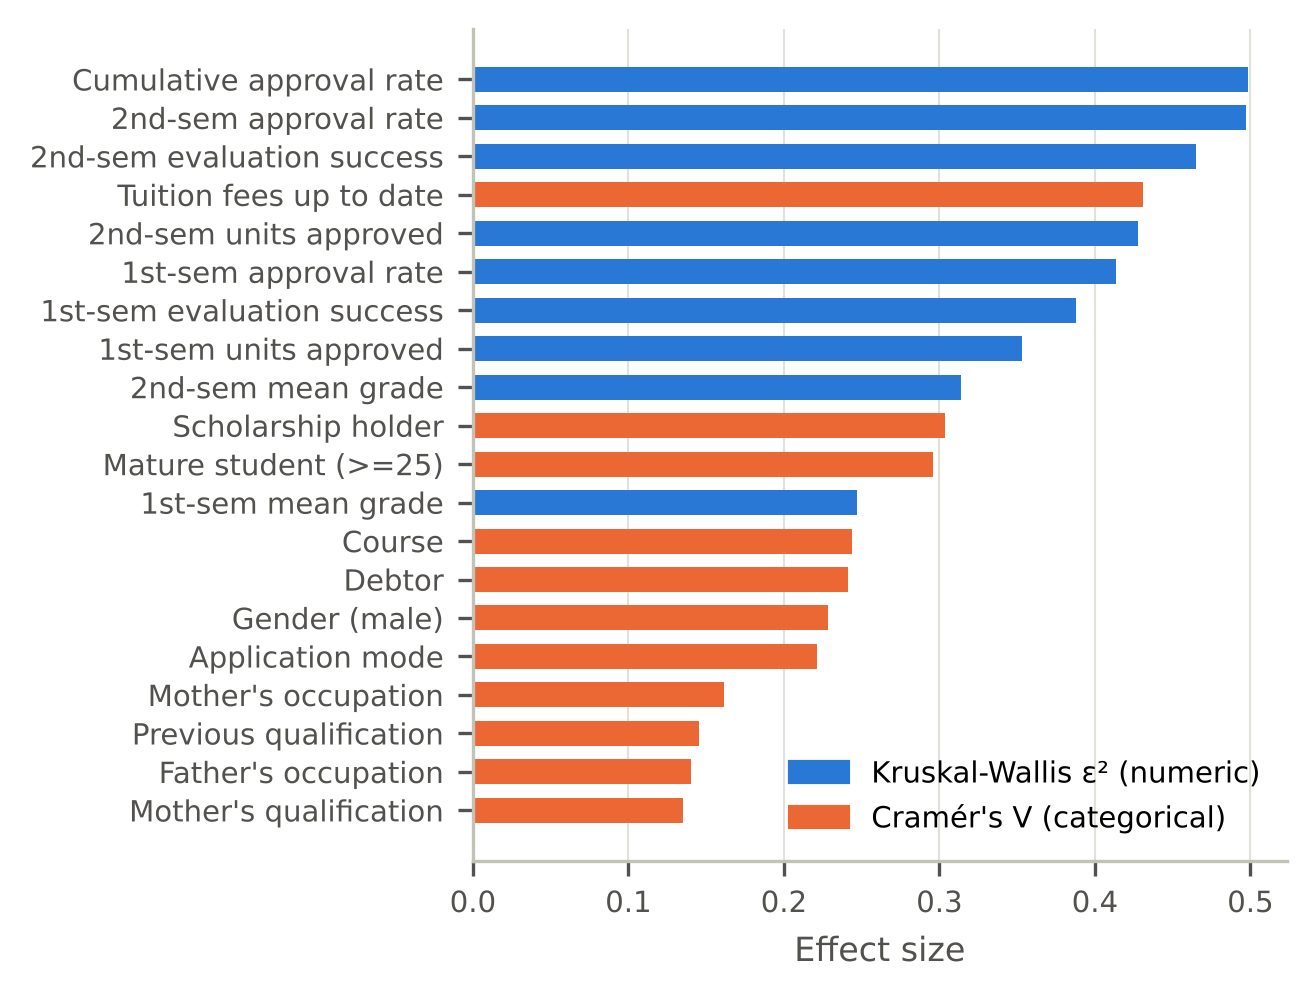 Cumulative approval rate
2nd-sem approval rate
2nd-sem evaluation success
Tuition fees up to date
2nd-sem units approved
1st-sem approval rate
1st-sem evaluation success
1st-sem units approved
2nd-sem mean grade
Scholarship holder
Mature student (>=25)
1st-sem mean grade
Course
Debtor
Gender (male)
Application mode
Mother's occupation
Previous qualification
Father's occupation
Mother's qualification
Kruskal-Wallis ε² (numeric)
Cramér's V (categorical)
0.0 0.1 0.2 0.3 0.4 0.5
Effect size